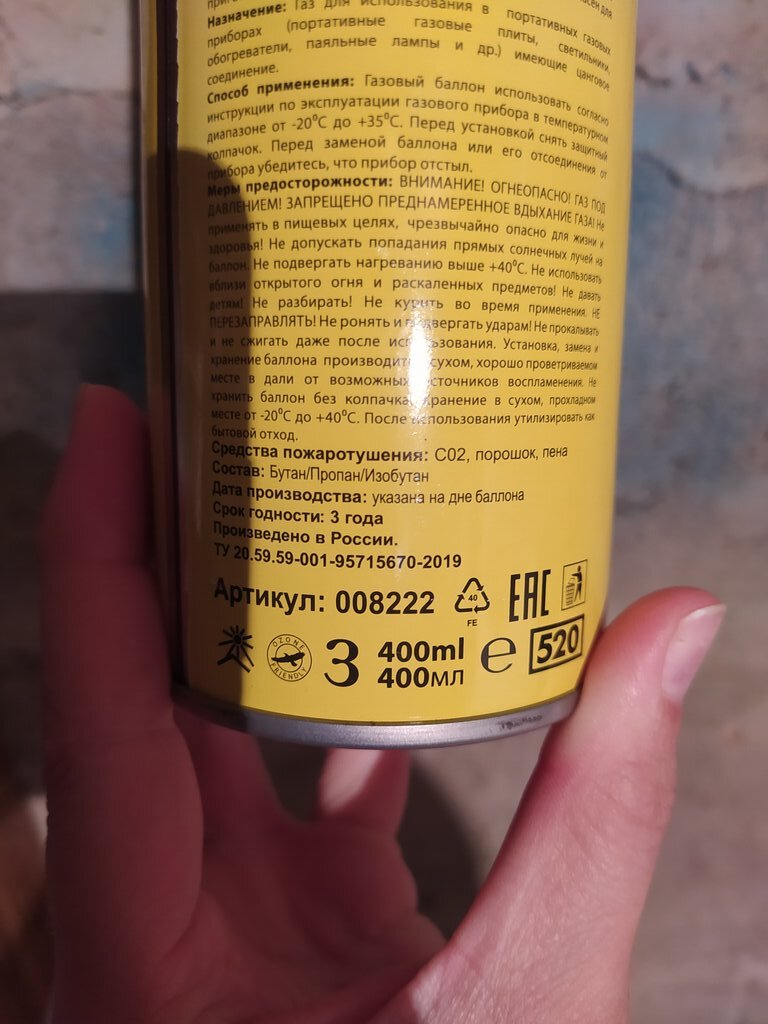 Назначение: Газ для использования в портативных газовых
приборах (портативные газовые плиты, светильники,
обогреватели, паяльные лампы и др.) имеющие цанговое
соединение.
Способ применения: Газовый баллон использовать согласно
инструкции по эксплуатации газового прибора в температурном
диапазоне от -20⁰С до +35⁰С. Перед установкой снять защитный
колпачок. Перед заменой баллона или его отсоединения от
прибора убедитесь, что прибор отстыл.
Меры предосторожности: ВНИМАНИЕ! ОГНЕОПАСНО! ГАЗ ПОД
ДАВЛЕНИЕМ! ЗАПРЕЩЕНО ПРЕДНАМЕРЕННОЕ ВДЫХАНИЕ ГАЗА! Не
применять в пищевых целях, чрезвычайно опасно для жизни и
здоровья! Не допускать попадания прямых солнечных лучей на
баллон. Не подвергать нагреванию выше +40⁰С. Не использовать
вблизи открытого огня и раскаленных предметов! Не давать
детям! Не разбирать! Не курить во время применения. НЕ
ПЕРЕЗАПРАВЛЯТЬ! Не ронять и подвергать ударам! Не прокалывать
и не сжигать даже после использования. Установка, замена и
хранение баллона производить сухом, хорошо проветриваемом
месте в дали от возможных источников воспламенения. Не
хранить баллон без колпачка, хранение в сухом, прохладном
месте от -20⁰С до +40⁰С. После использования утилизировать как
бытовой отход.
Средства пожаротушения: СО2, порошок, пена
Состав: Бутан/Пропан/Изобутан
Дата производства: указана на дне баллона
Срок годности: 3 года
Произведено в России.
ТУ 20.59.59-001-95715670-2019
Артикул: 008222 40 FE EAC
OZONE FRIENDLY 3 400ml 400мл e 520